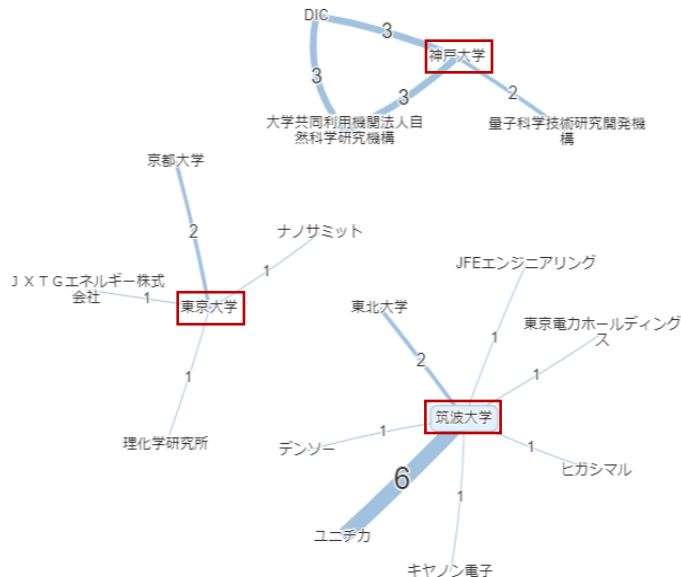 DIC
3
神戸大学
3
3
2
大学共同利用機関法人自
然科学研究機構
量子科学技術研究開発機
構
京都大学
2
ナノサミット
1
ＪＸＴＧエネルギー株式
会社
1
東京大学
1
理化学研究所
JFEエンジニアリング
東北大学
東京電力ホールディング
ス
1
2
1
筑波大学
1
デンソー
1
ヒガシマル
6
1
ユニチカ
キヤノン電子